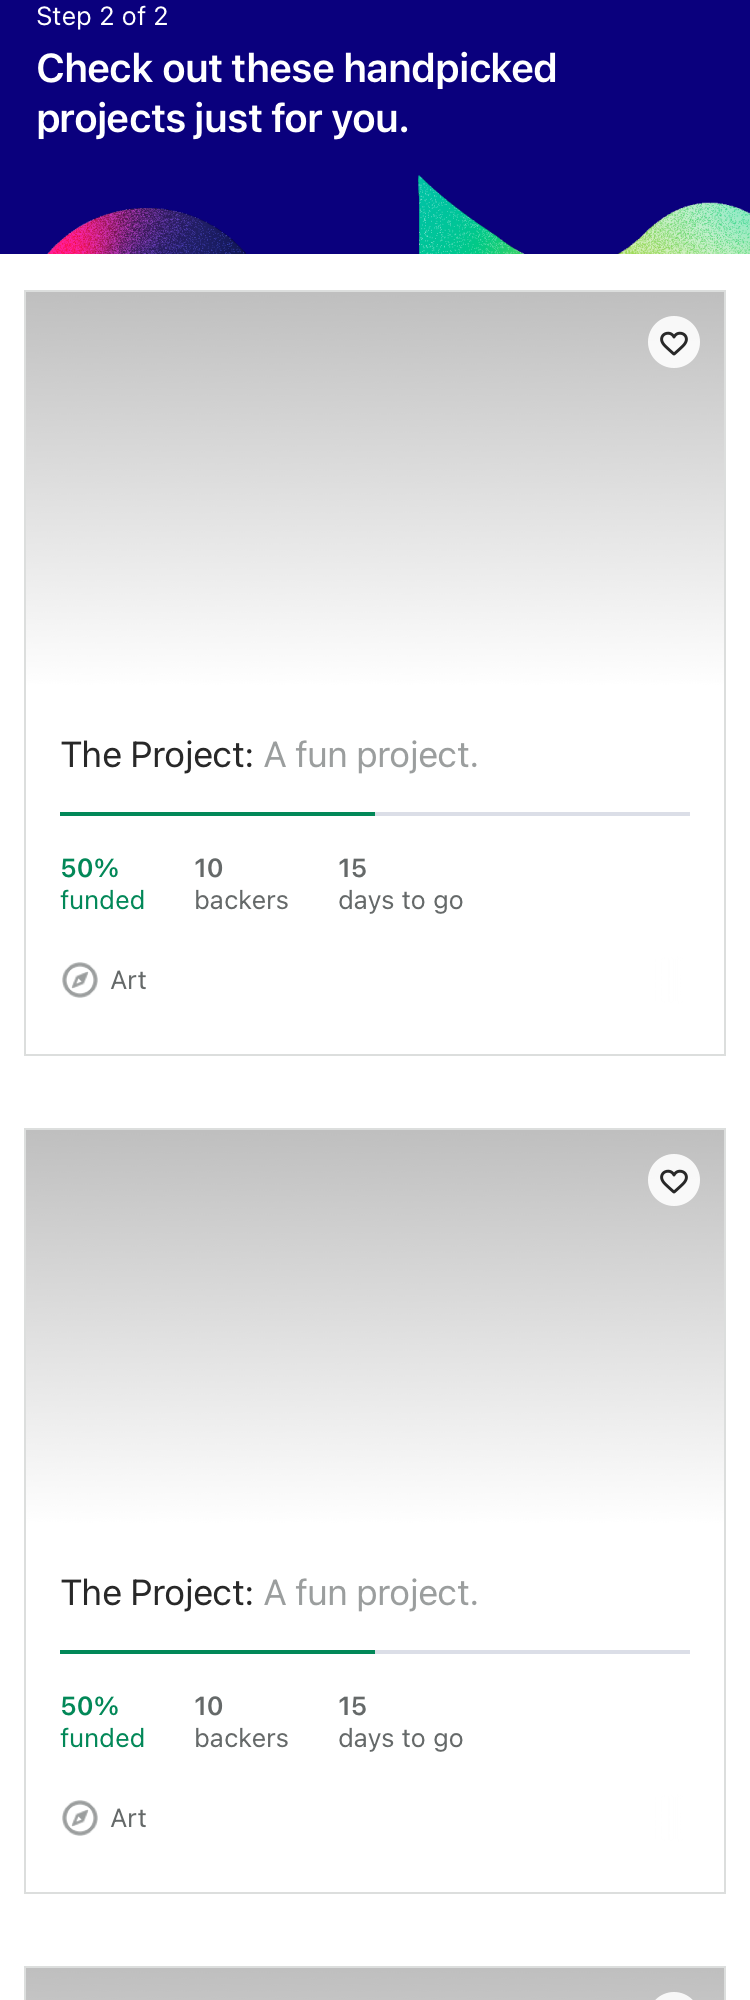 Step 2 of 2
Check out these handpicked
projects just for you.
The Project: A fun project.
50% 10 15
funded backers days to go
Art
The Project: A fun project.
50% 10 15
funded backers days to go
Art